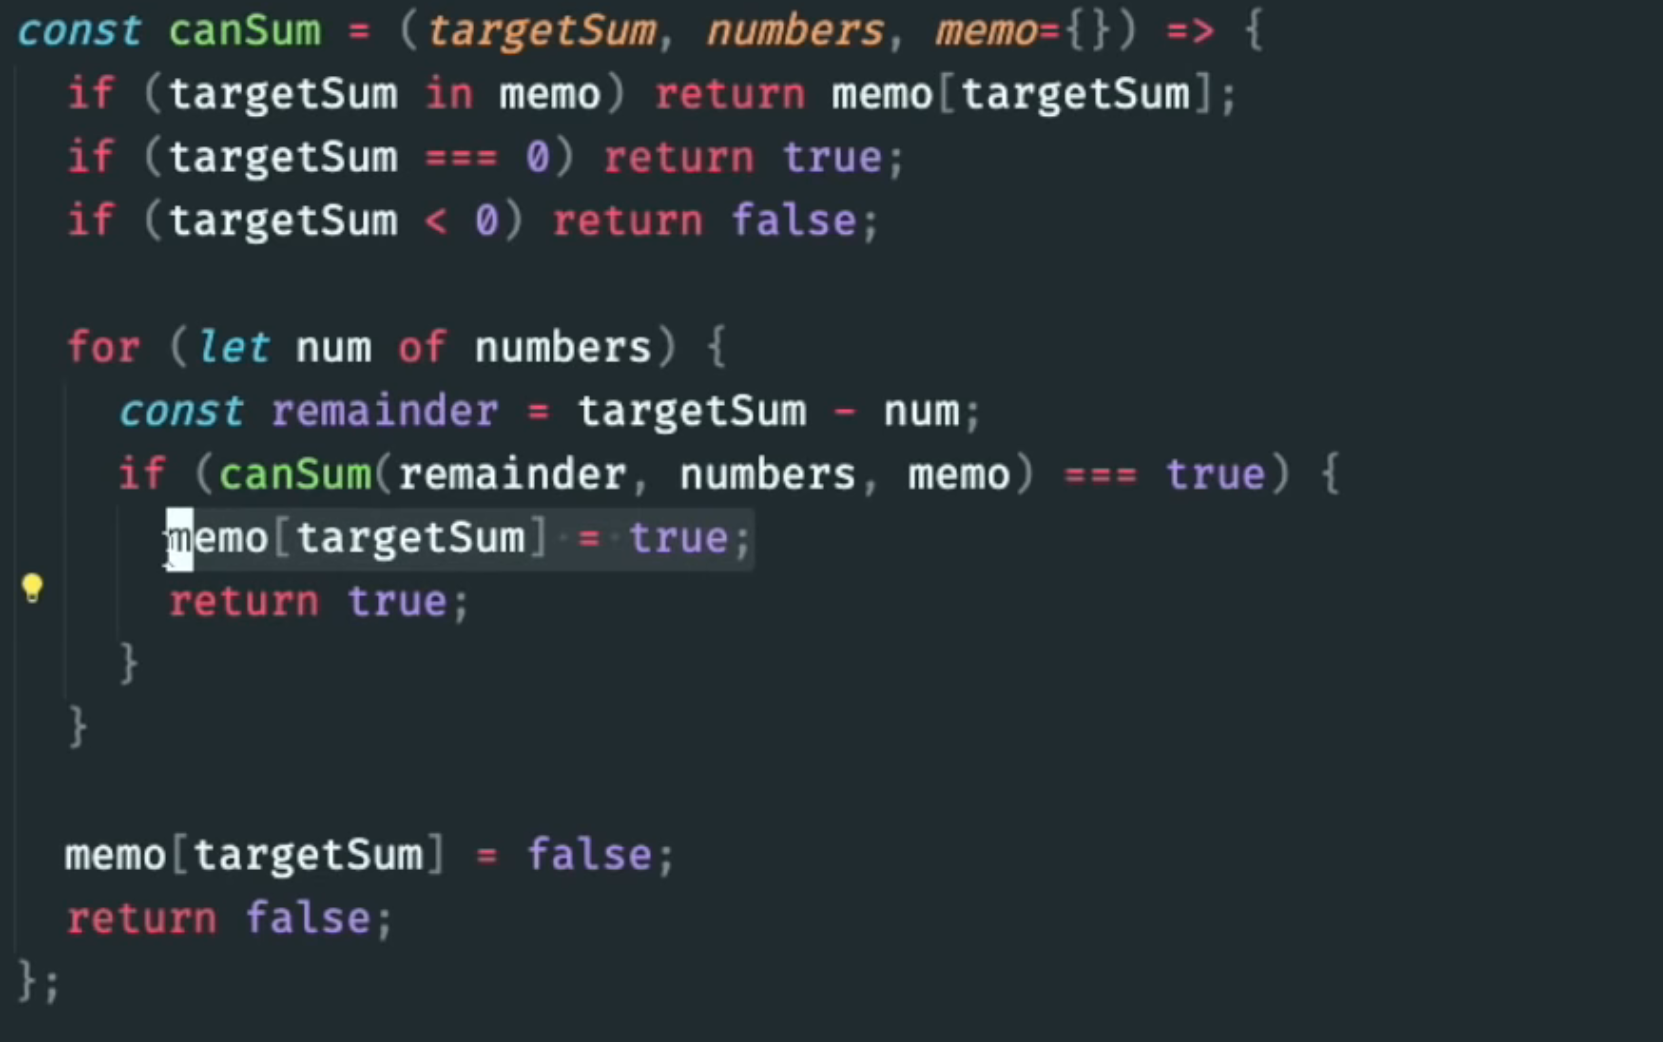 const canSum = (targetSum, numbers, memo={}) => {
  if (targetSum in memo) return memo[targetSum];
  if (targetSum === 0) return true;
  if (targetSum < 0) return false;

  for (let num of numbers) {
    const remainder = targetSum - num;
    if (canSum(remainder, numbers, memo) === true) {
      memo[targetSum] = true;
      return true;
    }
  }

  memo[targetSum] = false;
  return false;
};